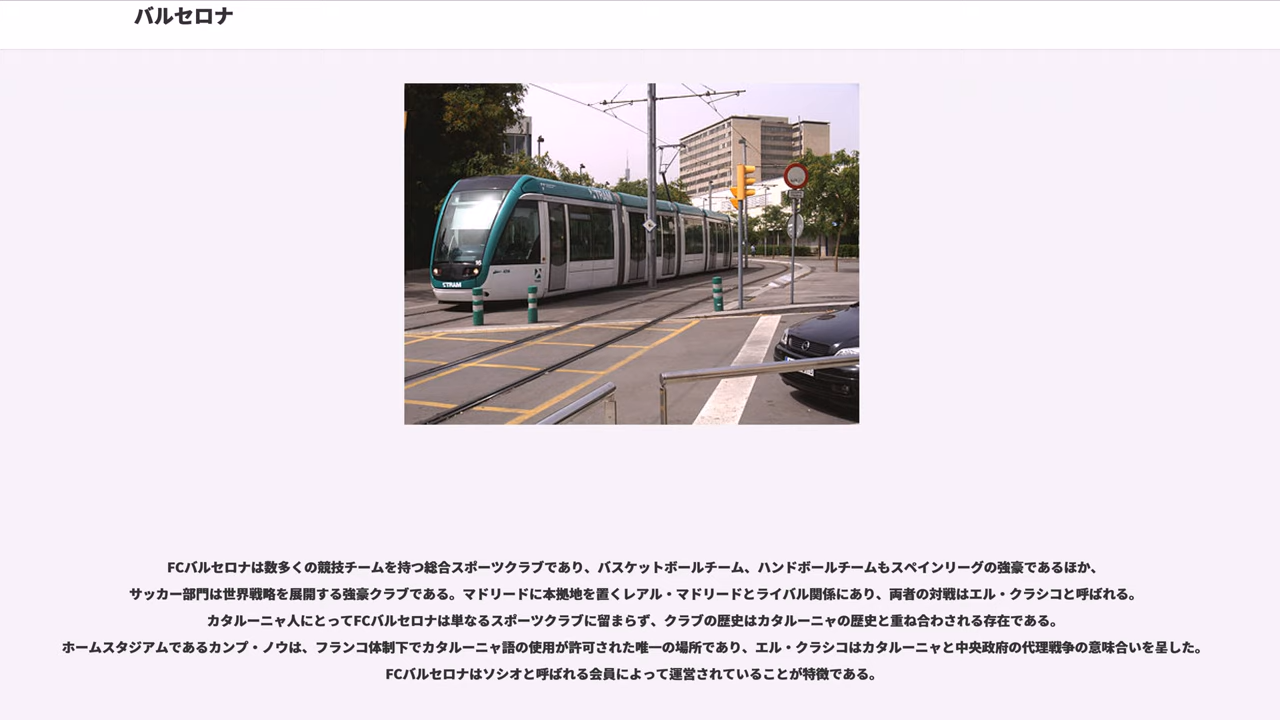 バルセロナ
TRAM
FCバルセロナは数多くの競技チームを持つ総合スポーツクラブであり、バスケットボールチーム、ハンドボールチームもスペインリーグの強豪であるほか、
サッカー部門は世界戦略を展開する強豪クラブである。マドリードに本拠地を置くレアル・マドリードとライバル関係にあり、両者の対戦はエル・クラシコと呼ばれる。
カタルーニャ人にとってFCバルセロナは単なるスポーツクラブに留まらず、クラブの歴史はカタルーニャの歴史と重ね合わされる存在である。
ホームスタジアムであるカンプ・ノウは、フランコ体制下でカタルーニャ語の使用が許可された唯一の場所であり、エル・クラシコはカタルーニャと中央政府の代理戦争の意味合いを呈した。
FCバルセロナはソシオと呼ばれる会員によって運営されていることが特徴である。